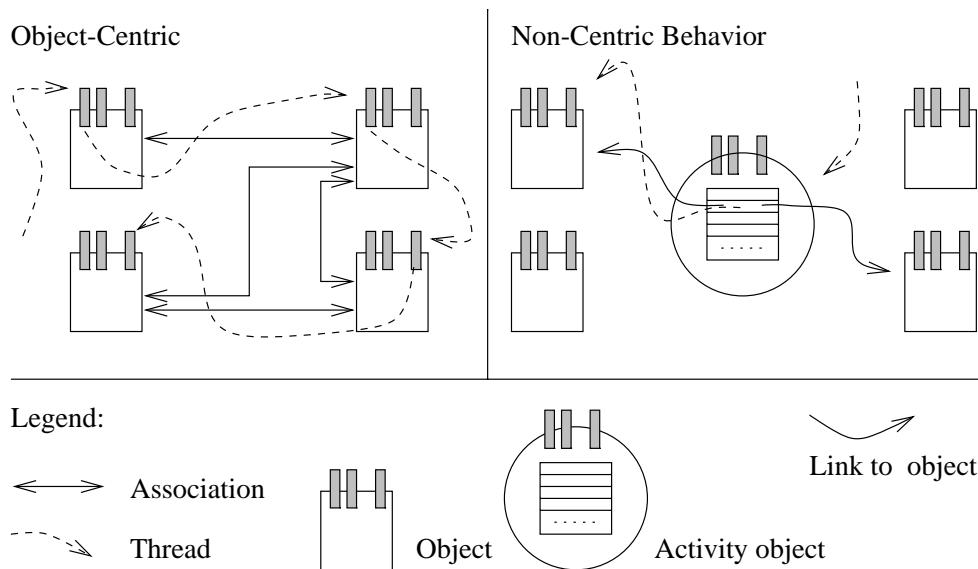 Object-Centric
Non-Centric Behavior
Legend:
Association
Thread
Object
Activity object
Link to object